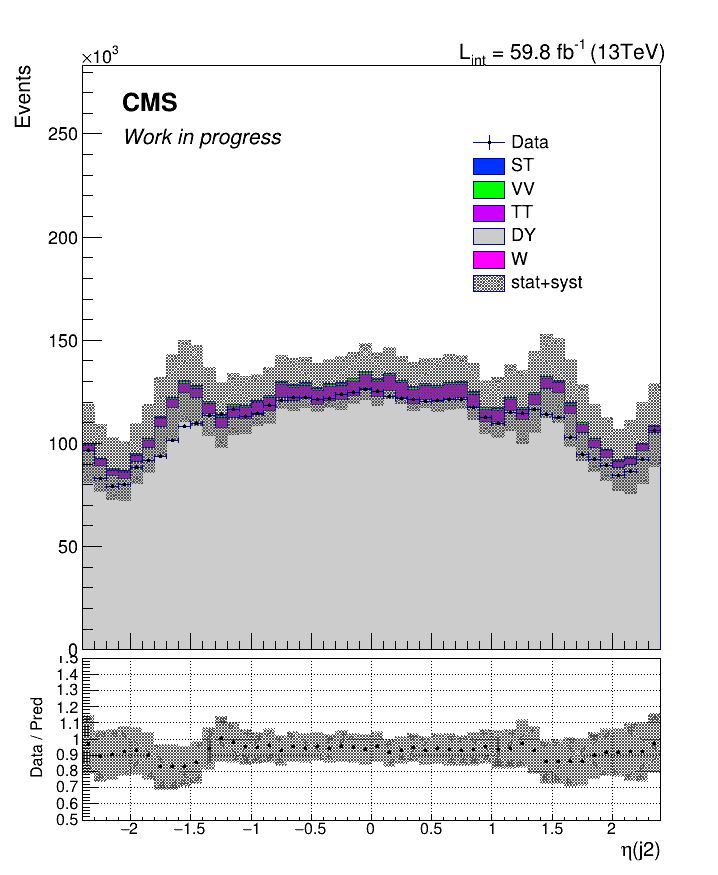 ×10³
L_int = 59.8 fb⁻¹ (13TeV)
Events
CMS
Work in progress
Data
ST
VV
TT
DY
W
stat+syst
250
200
150
100
50
0
Data / Pred
1.5
1.4
1.3
1.2
1.1
1
0.9
0.8
0.7
0.6
0.5
−2 −1.5 −1 −0.5 0 0.5 1 1.5 2
η(j2)